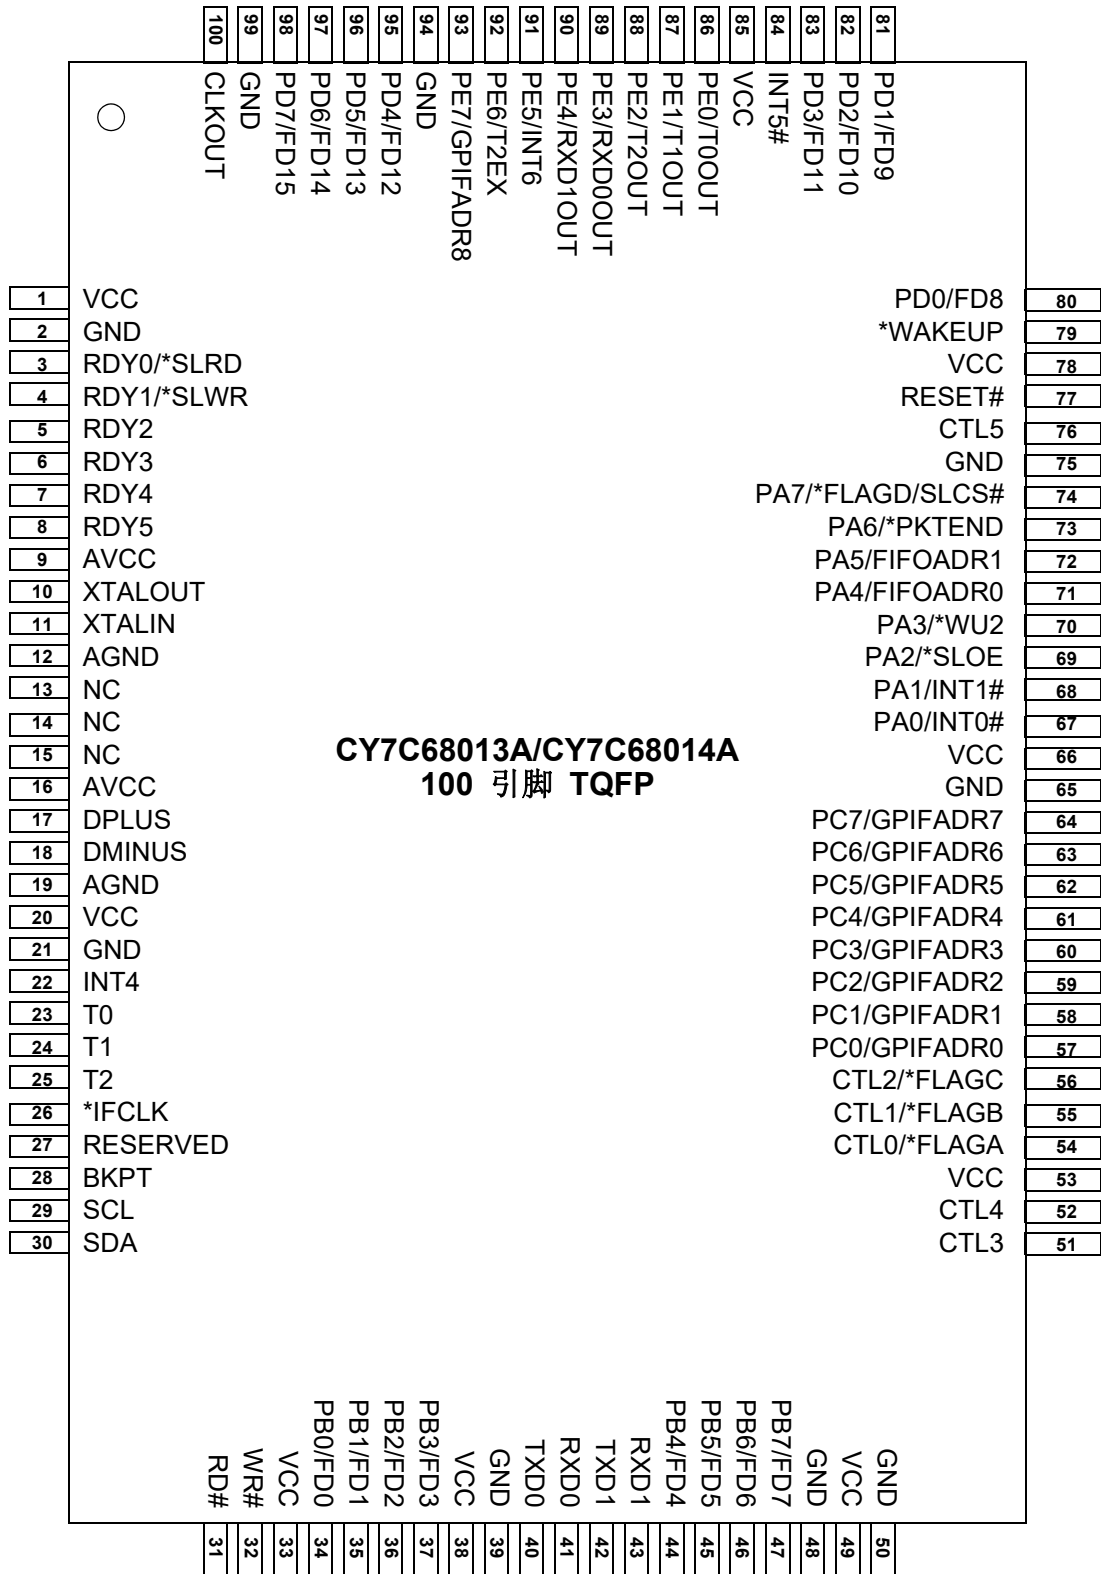 100 99 98 97 96 95 94 93 92 91 90 89 88 87 86 85 84 83 82 81
CLKOUT
GND
PD7/FD15
PD6/FD14
PD5/FD13
PD4/FD12
GND
PE7/GPIFADR8
PE6/T2EX
PE5/INT6
PE4/RXD1OUT
PE3/RXD0OUT
PE2/T2OUT
PE1/T1OUT
PE0/T0OUT
VCC
INT5#
PD3/FD11
PD2/FD10
PD1/FD9
1 VCC
2 GND
3 RDY0/*SLRD
4 RDY1/*SLWR
5 RDY2
6 RDY3
7 RDY4
8 RDY5
9 AVCC
10 XTALOUT
11 XTALIN
12 AGND
13 NC
14 NC
15 NC
16 AVCC
17 DPLUS
18 DMINUS
19 AGND
20 VCC
21 GND
22 INT4
23 T0
24 T1
25 T2
26 *IFCLK
27 RESERVED
28 BKPT
29 SCL
30 SDA
CY7C68013A/CY7C68014A
100 引脚 TQFP
PD0/FD8 80
*WAKEUP 79
VCC 78
RESET# 77
CTL5 76
GND 75
PA7/*FLAGD/SLCS# 74
PA6/*PKTEND 73
PA5/FIFOADR1 72
PA4/FIFOADR0 71
PA3/*WU2 70
PA2/*SLOE 69
PA1/INT1# 68
PA0/INT0# 67
VCC 66
GND 65
PC7/GPIFADR7 64
PC6/GPIFADR6 63
PC5/GPIFADR5 62
PC4/GPIFADR4 61
PC3/GPIFADR3 60
PC2/GPIFADR2 59
PC1/GPIFADR1 58
PC0/GPIFADR0 57
CTL2/*FLAGC 56
CTL1/*FLAGB 55
CTL0/*FLAGA 54
VCC 53
CTL4 52
CTL3 51
RD#
WR#
VCC
PB0/FD0
PB1/FD1
PB2/FD2
PB3/FD3
VCC
GND
TXD0
RXD0
TXD1
RXD1
PB4/FD4
PB5/FD5
PB6/FD6
PB7/FD7
GND
VCC
GND
31 32 33 34 35 36 37 38 39 40 41 42 43 44 45 46 47 48 49 50